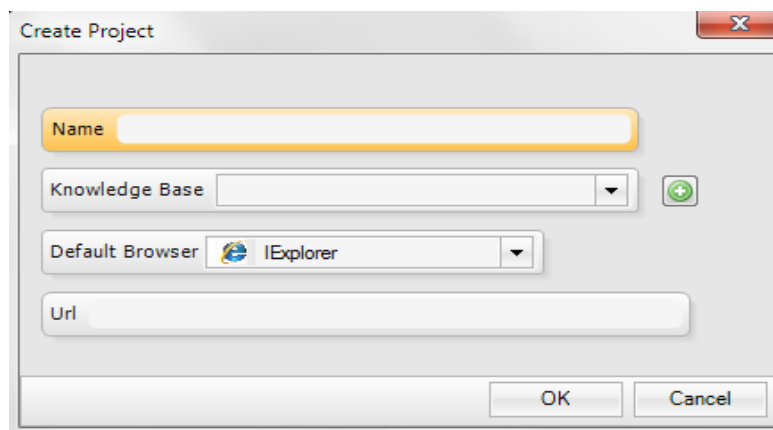 Create Project
Name
Knowledge Base
Default Browser IExplorer
Url
OK Cancel